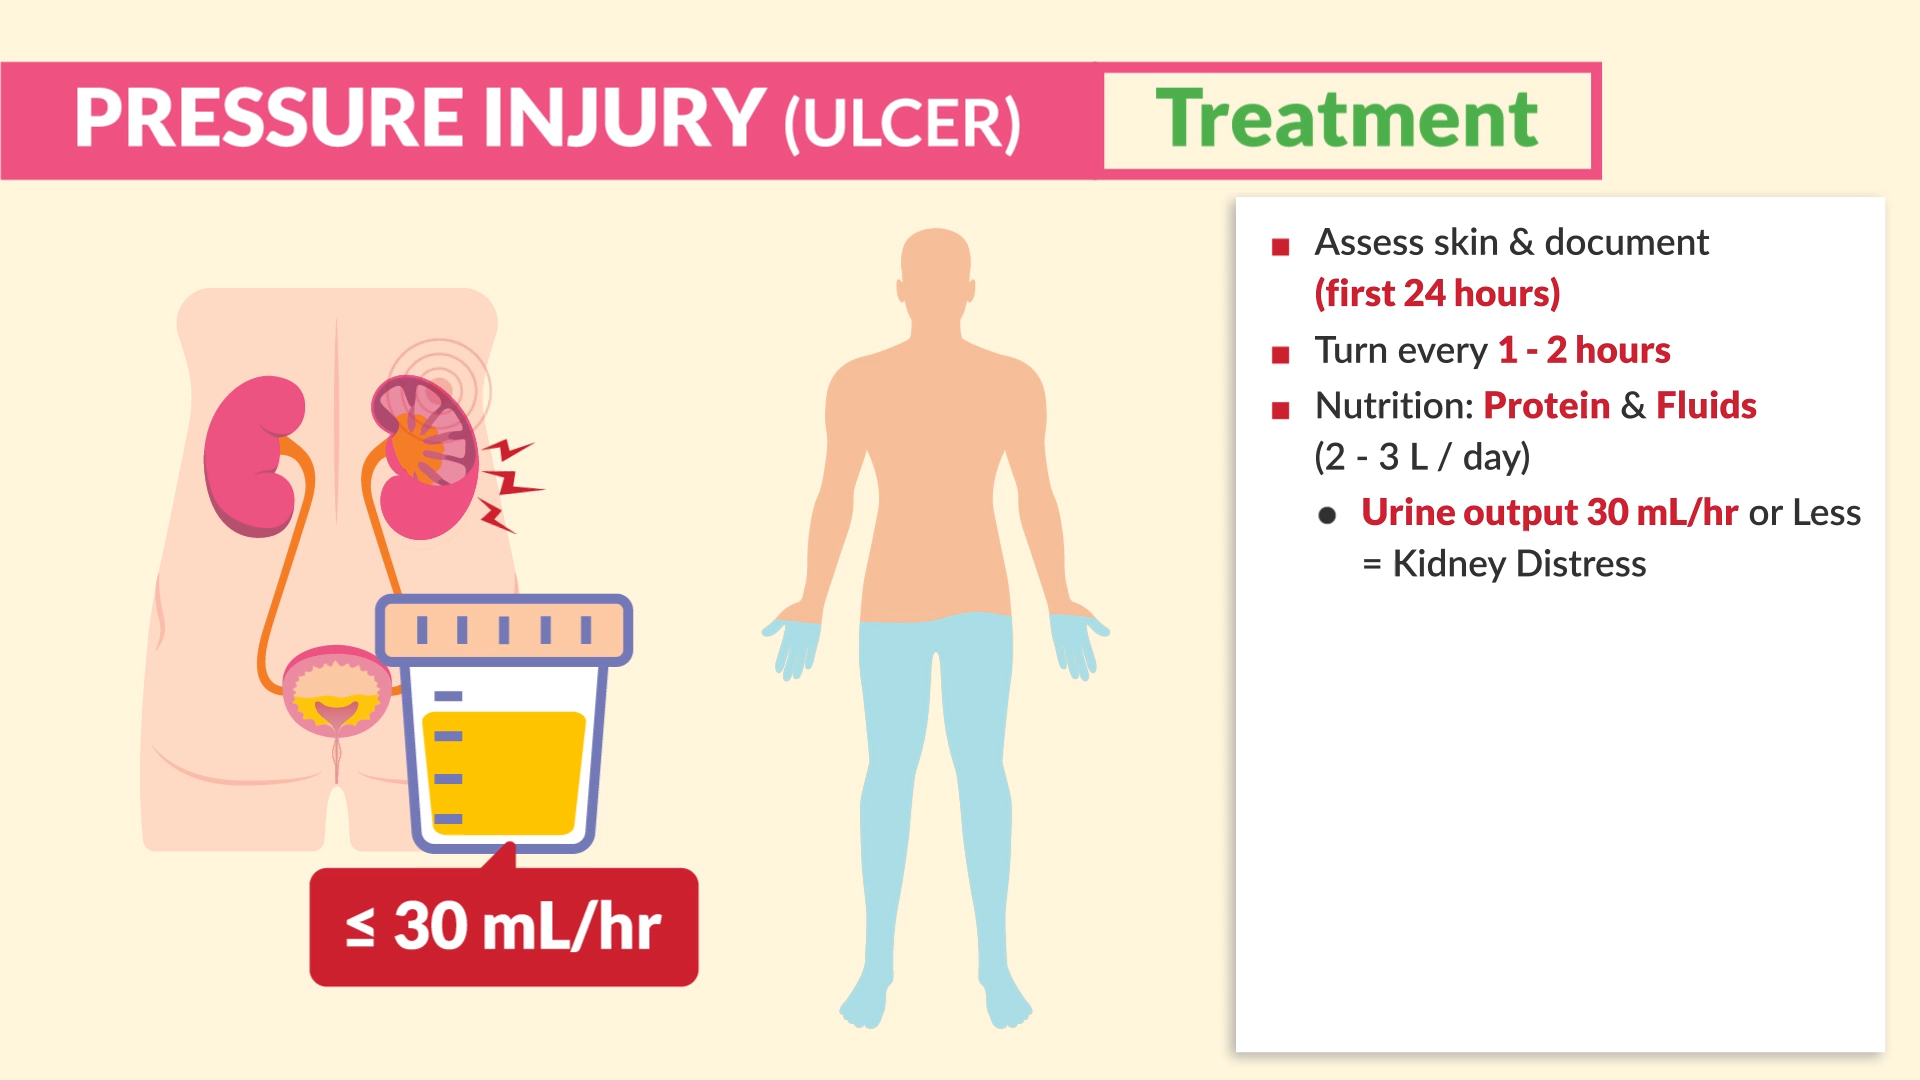 PRESSURE INJURY (ULCER)
Treatment
■ Assess skin & document
(first 24 hours)
■ Turn every 1 - 2 hours
■ Nutrition: Protein & Fluids
(2 - 3 L / day)
● Urine output 30 mL/hr or Less
= Kidney Distress
≤ 30 mL/hr